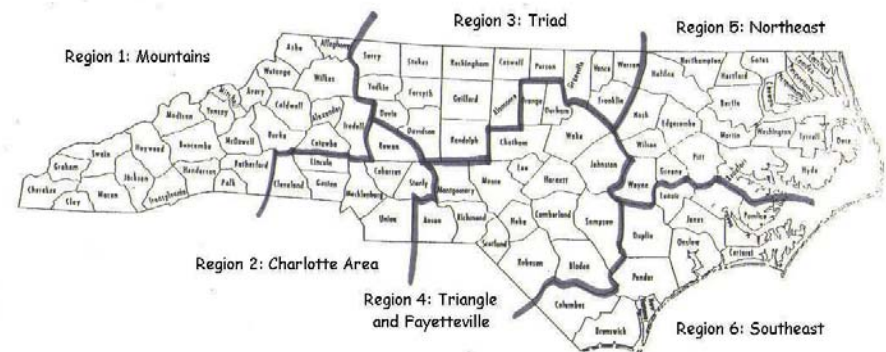 Region 3: Triad
Region 5: Northeast
Region 1: Mountains
Region 2: Charlotte Area
Region 4: Triangle
and Fayetteville
Region 6: Southeast
Ashe
Alleghany
Surry
Stokes
Rockingham
Caswell
Person
Granville
Vance
Warren
Halifax
Northampton
Hertford
Gates
Watauga
Wilkes
Yadkin
Forsyth
Guilford
Alamance
Orange
Durham
Franklin
Nash
Edgecombe
Bertie
Martin
Washington
Tyrrell
Dare
Mitchell
Avery
Caldwell
Alexander
Iredell
Davie
Davidson
Randolph
Chatham
Wake
Wilson
Pitt
Hyde
Madison
Yancey
McDowell
Burke
Catawba
Rowan
Johnston
Wayne
Greene
Swain
Haywood
Buncombe
Rutherford
Lincoln
Cabarrus
Stanly
Montgomery
Moore
Lee
Harnett
Lenoir
Pamlico
Graham
Cherokee
Clay
Macon
Jackson
Transylvania
Henderson
Polk
Cleveland
Gaston
Mecklenburg
Union
Anson
Richmond
Scotland
Hoke
Cumberland
Sampson
Duplin
Jones
Onslow
Carteret
Robeson
Bladen
Pender
Columbus
Brunswick